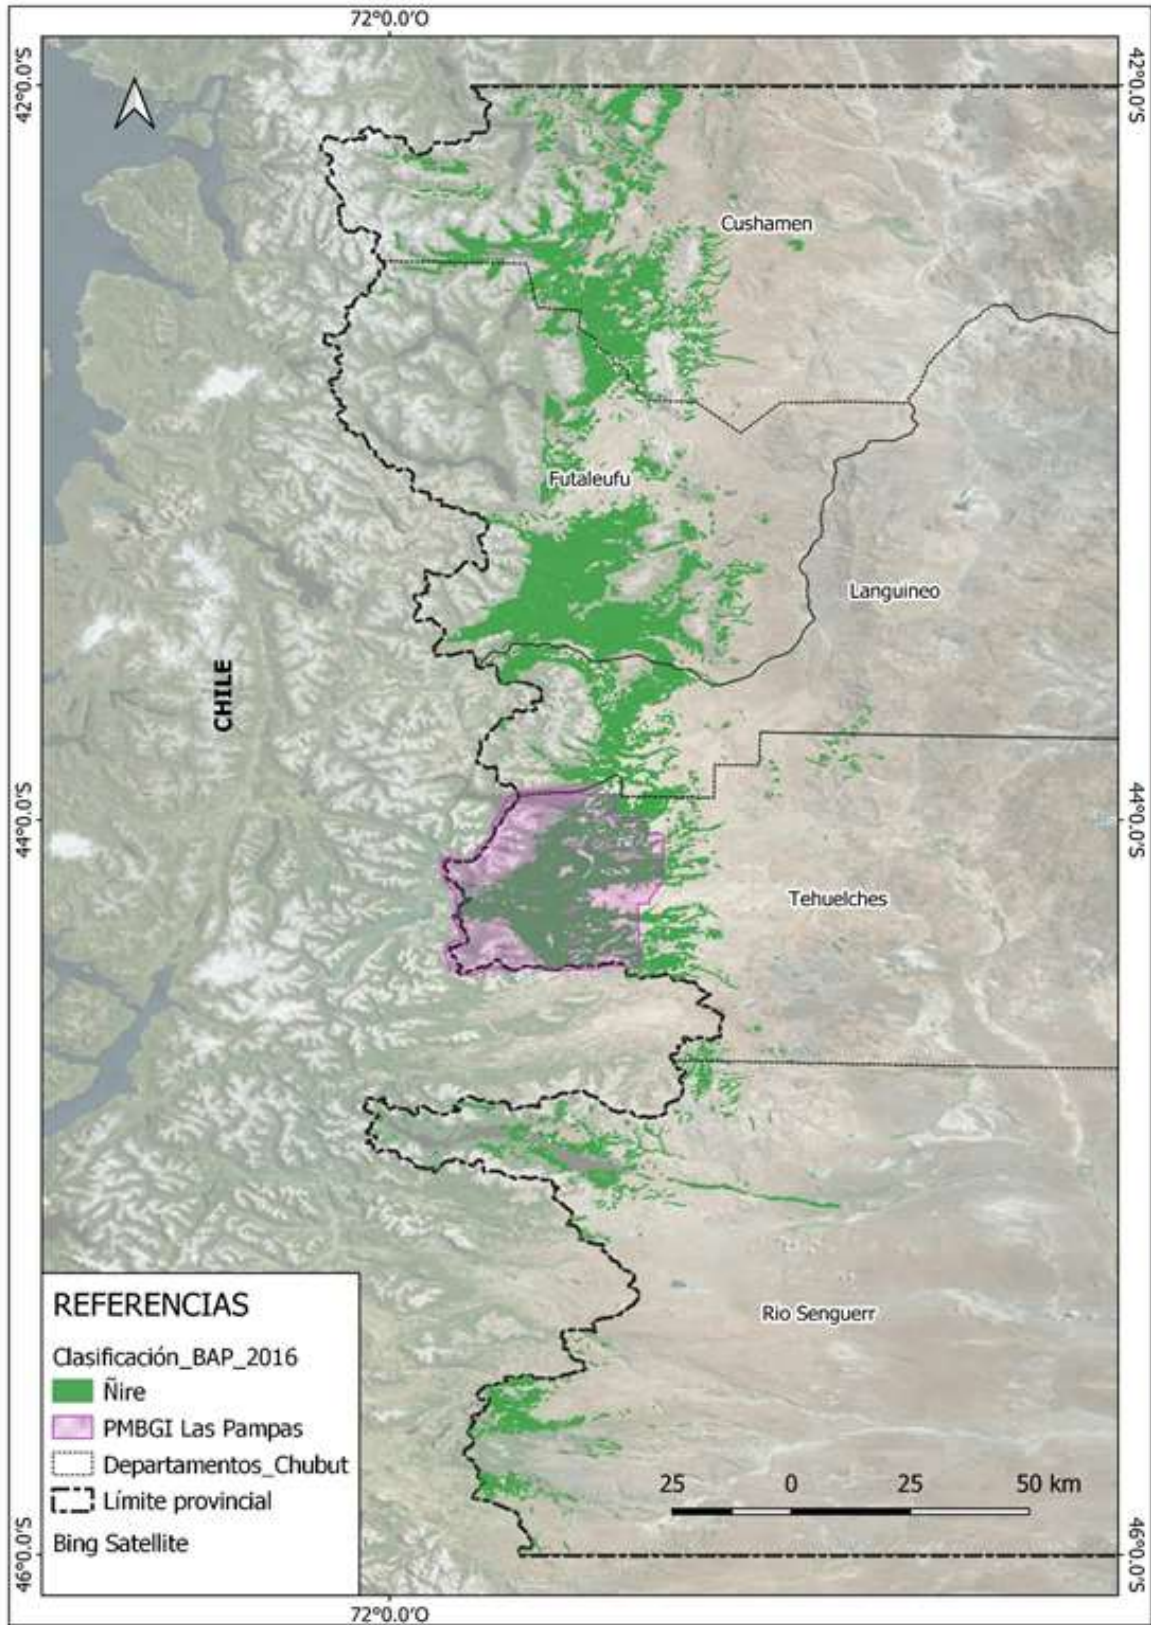 72°0.0'O
42°0.0'S
42°0.0'S
Cushamen
Futaleufu
Languineo
CHILE
44°0.0'S
44°0.0'S
Tehuelches
Rio Senguerr
REFERENCIAS
Clasificación_BAP_2016
Ñire
PMBGI Las Pampas
Departamentos_Chubut
Límite provincial
Bing Satellite
25 0 25 50 km
46°0.0'S
46°0.0'S
72°0.0'O